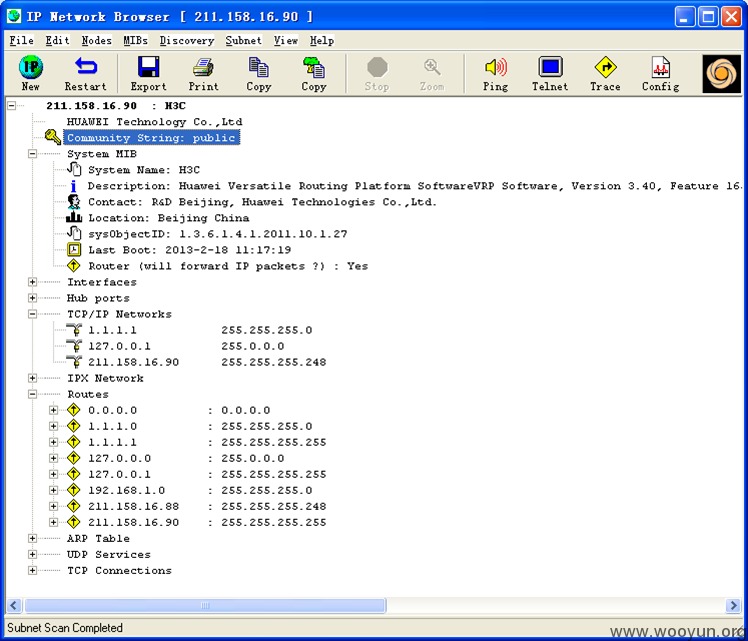 IP Network Browser [ 211.158.16.90 ]
File Edit Nodes MIBs Discovery Subnet View Help
IP
New Restart Export Print Copy Copy Stop Zoom Ping Telnet Trace Config
211.158.16.90 : H3C
HUAWEI Technology Co.,Ltd
Community String: public
System MIB
System Name: H3C
Description: Huawei Versatile Routing Platform SoftwareVRP Software, Version 3.40, Feature 16
Contact: R&D Beijing, Huawei Technologies Co.,Ltd.
Location: Beijing China
sysObjectID: 1.3.6.1.4.1.2011.10.1.27
Last Boot: 2013-2-18 11:17:19
Router (will forward IP packets ?) : Yes
Interfaces
Hub ports
TCP/IP Networks
1.1.1.1 255.255.255.0
127.0.0.1 255.0.0.0
211.158.16.90 255.255.255.248
IPX Network
Routes
0.0.0.0 : 0.0.0.0
1.1.1.0 : 255.255.255.0
1.1.1.1 : 255.255.255.255
127.0.0.0 : 255.0.0.0
127.0.0.1 : 255.255.255.255
192.168.1.0 : 255.255.255.0
211.158.16.88 : 255.255.255.248
211.158.16.90 : 255.255.255.255
ARP Table
UDP Services
TCP Connections
Subnet Scan Completed
www.wooyun.org